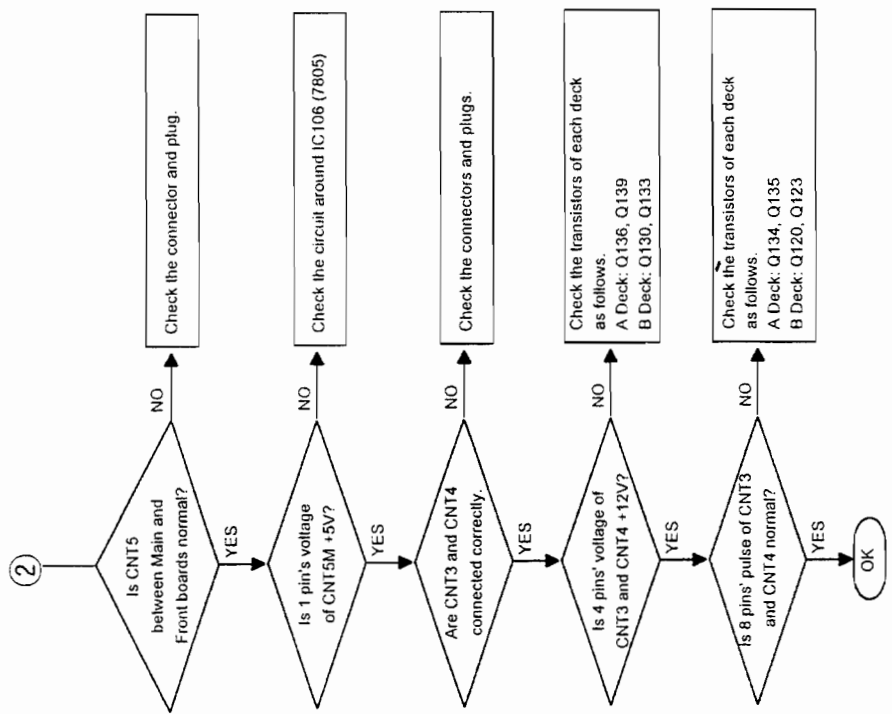 2
Is CNT5
between Main and
Front boards normal?
NO
Check the connector and plug.
YES
Is 1 pin's voltage
of CNT5M +5V?
NO
Check the circuit around IC106 (7805)
YES
Are CNT3 and CNT4
connected correctly.
NO
Check the connectors and plugs.
YES
Is 4 pins' voltage of
CNT3 and CNT4 +12V?
NO
Check the transistors of each deck
as follows.
A Deck: Q136, Q139
B Deck: Q130, Q133
YES
Is 8 pins' pulse of CNT3
and CNT4 normal?
NO
Check the transistors of each deck
as follows.
A Deck: Q134, Q135
B Deck: Q120, Q123
YES
OK